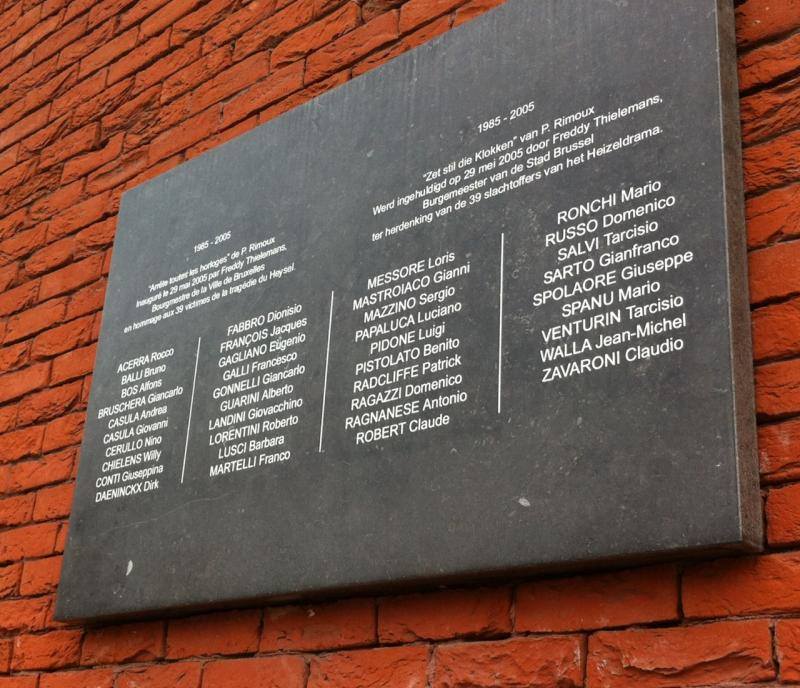 1985 - 2005
"Arrête toutes les horloges" de P. Rimoux
Inauguré le 29 mai 2005 par Freddy Thielemans,
Bourgmestre de la Ville de Bruxelles
en hommage aux 39 victimes de la tragédie du Heysel.
1985 - 2005
"Zet stil die Klokken" van P. Rimoux
Werd ingehuldigd op 29 mei 2005 door Freddy Thielemans,
Burgemeester van de Stad Brussel
ter herdenking van de 39 slachtoffers van het Heizeldrama.
ACERRA Rocco
BALLI Bruno
BOS Alfons
BRUSCHERA Giancarlo
CASULA Andrea
CASULA Giovanni
CERULLO Nino
CHIELENS Willy
CONTI Giuseppina
DAENINCKX Dirk
FABBRO Dionisio
FRANÇOIS Jacques
GAGLIANO Eugenio
GALLI Francesco
GONNELLI Giancarlo
GUARINI Alberto
LANDINI Giovacchino
LORENTINI Roberto
LUSCI Barbara
MARTELLI Franco
MESSORE Loris
MASTROIACO Gianni
MAZZINO Sergio
PAPALUCA Luciano
PIDONE Luigi
PISTOLATO Benito
RADCLIFFE Patrick
RAGAZZI Domenico
RAGNANESE Antonio
ROBERT Claude
RONCHI Mario
RUSSO Domenico
SALVI Tarcisio
SARTO Gianfranco
SPOLAORE Giuseppe
SPANU Mario
VENTURIN Tarcisio
WALLA Jean-Michel
ZAVARONI Claudio